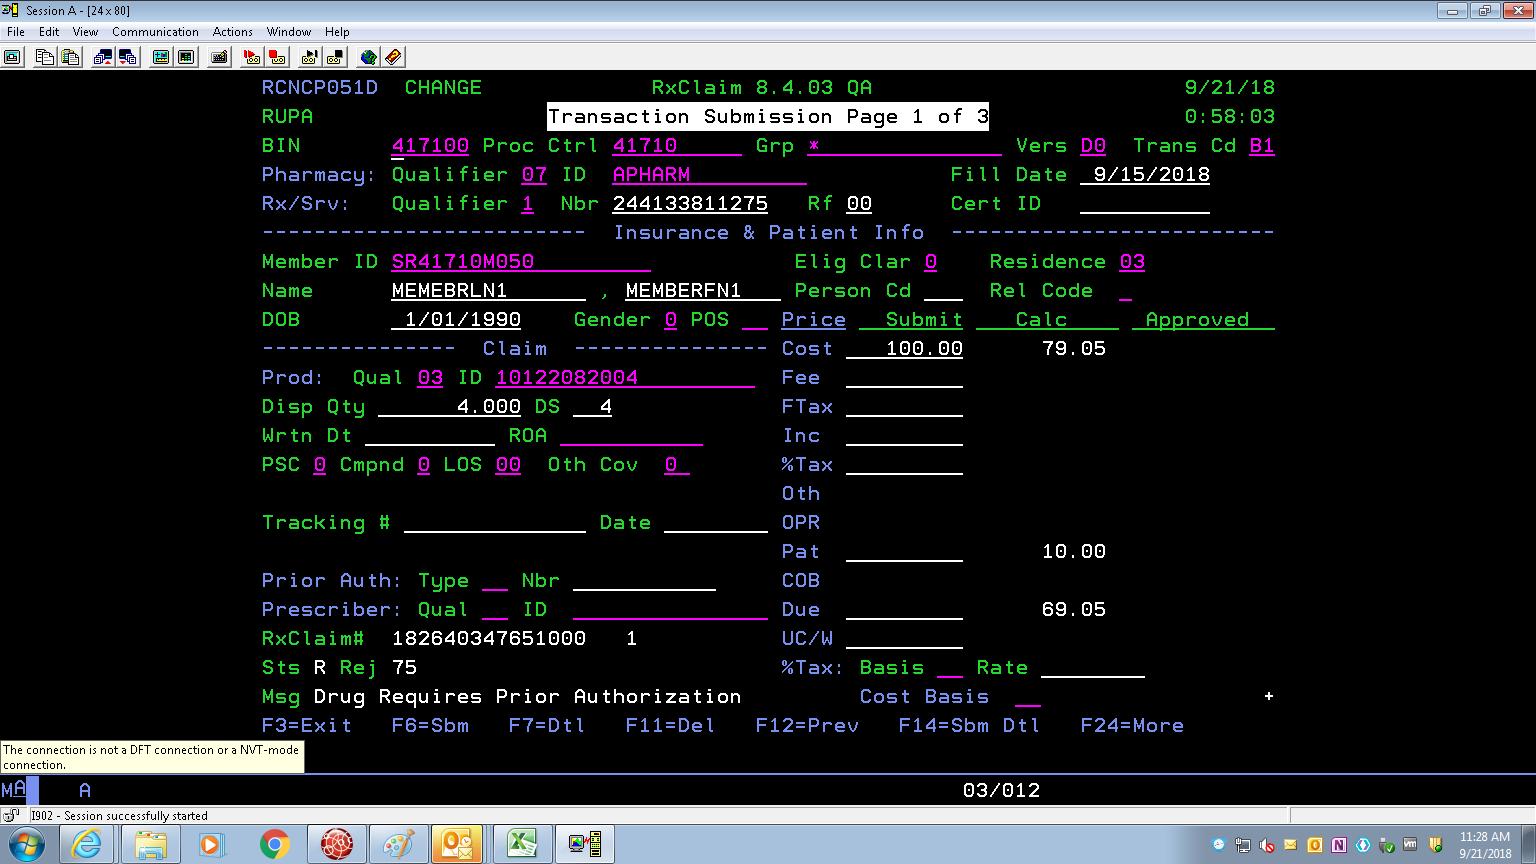 Session A - [24 x 80]
File Edit View Communication Actions Window Help
RCNCP051D CHANGE RxClaim 8.4.03 QA 9/21/18
RUPA Transaction Submission Page 1 of 3 0:58:03
BIN 417100 Proc Ctrl 41710 Grp * Vers D0 Trans Cd B1
Pharmacy: Qualifier 07 ID APHARM Fill Date 9/15/2018
Rx/Srv: Qualifier 1 Nbr 244133811275 Rf 00 Cert ID
------------------------- Insurance & Patient Info -------------------------
Member ID SR41710M050 Elig Clar 0 Residence 03
Name MEMEBRLN1 , MEMBERFN1 Person Cd Rel Code
DOB 1/01/1990 Gender 0 POS Price Submit Calc Approved
--------------- Claim --------------- Cost 100.00 79.05
Prod: Qual 03 ID 10122082004 Fee
Disp Qty 4.000 DS 4 FTax
Wrtn Dt ROA Inc
PSC 0 Cmpnd 0 LOS 00 Oth Cov 0 %Tax
Oth
Tracking # Date OPR
Pat 10.00
Prior Auth: Type Nbr COB
Prescriber: Qual ID Due 69.05
RxClaim# 182640347651000 1 UC/W
Sts R Rej 75 %Tax: Basis Rate
Msg Drug Requires Prior Authorization Cost Basis +
F3=Exit F6=Sbm F7=Dtl F11=Del F12=Prev F14=Sbm Dtl F24=More
The connection is not a DFT connection or a NVT-mode
connection.
MA A 03/012
I902 - Session successfully started
11:28 AM
9/21/2018